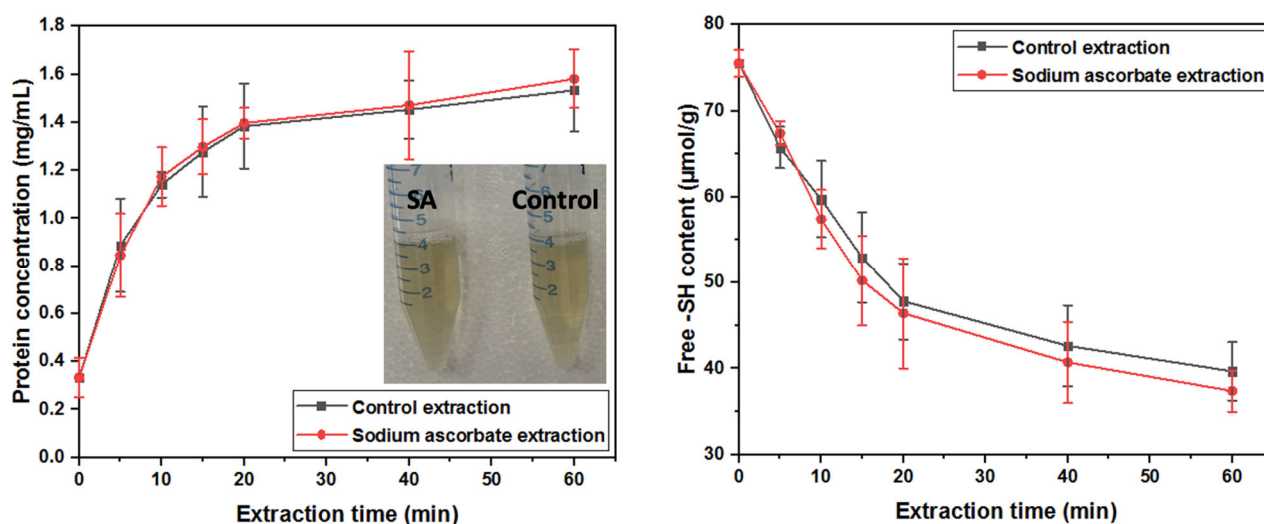 1.8
1.6
1.4
1.2
1.0
0.8
0.6
0.4
0.2
0.0
Protein concentration (mg/mL)
SA
Control
7
5
4
3
2
7
6
5
4
3
2
Control extraction
Sodium ascorbate extraction
0 10 20 30 40 50 60
Extraction time (min)
80
70
60
50
40
30
Free -SH content (μmol/g)
Control extraction
Sodium ascorbate extraction
0 10 20 30 40 50 60
Extraction time (min)